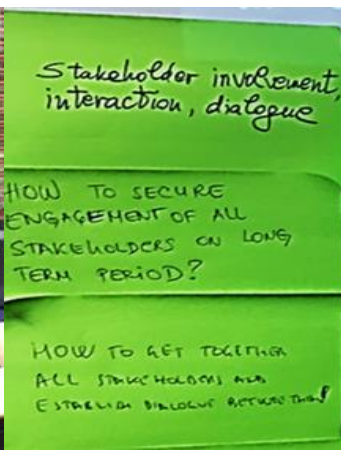 Stakeholder involvement,
interaction, dialogue
HOW TO SECURE
ENGAGEMENT OF ALL
STAKEHOLDERS ON LONG
TERM PERIOD?
HOW TO GET TOGETHER
ALL STAKEHOLDERS AND
ESTABLISH DIALOGUE BETWEEN THEM?